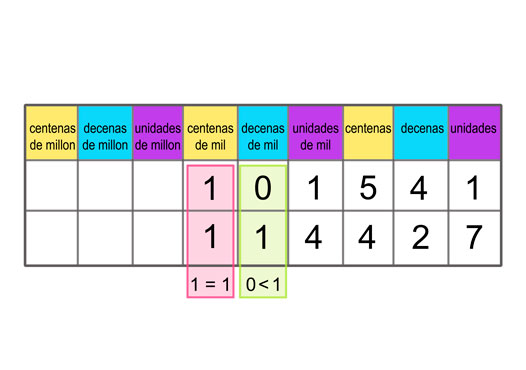 centenas de millon decenas de millon unidades de millon centenas de mil decenas de mil unidades de mil centenas decenas unidades
1 0 1 5 4 1
1 1 4 4 2 7
1 = 1 0 < 1